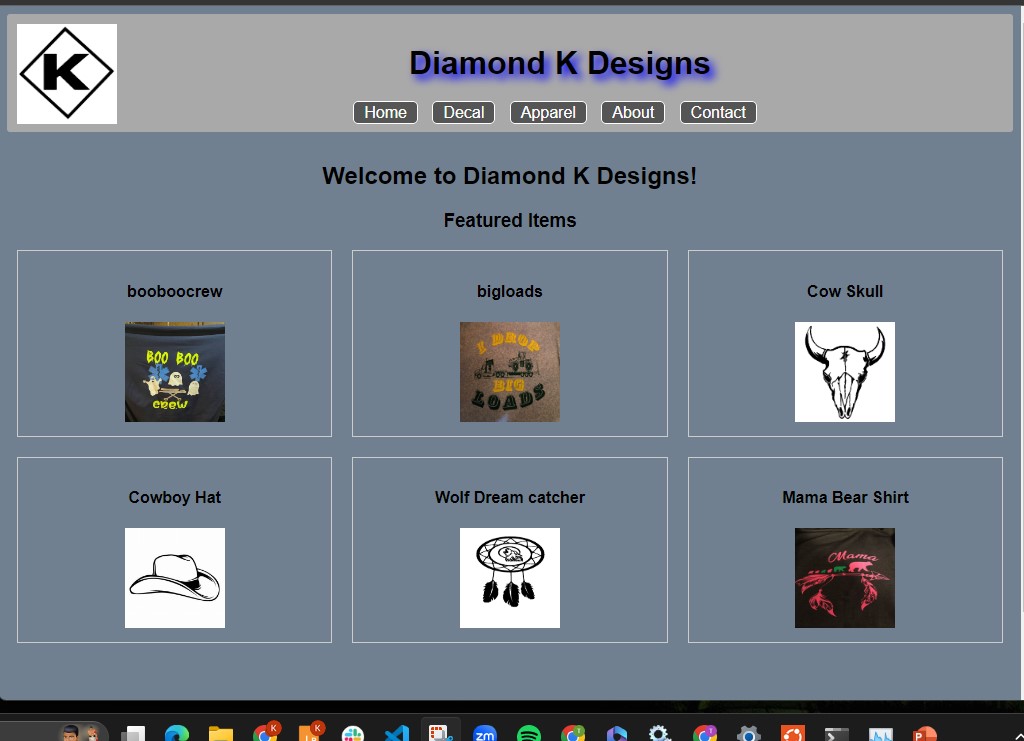 K
Diamond K Designs
Home Decal Apparel About Contact
Welcome to Diamond K Designs!
Featured Items
booboocrew bigloads Cow Skull
BOO BOO
CREW
I DROP
BIG
LOADS
Cowboy Hat Wolf Dream catcher Mama Bear Shirt
Mama
K
K
zm
P